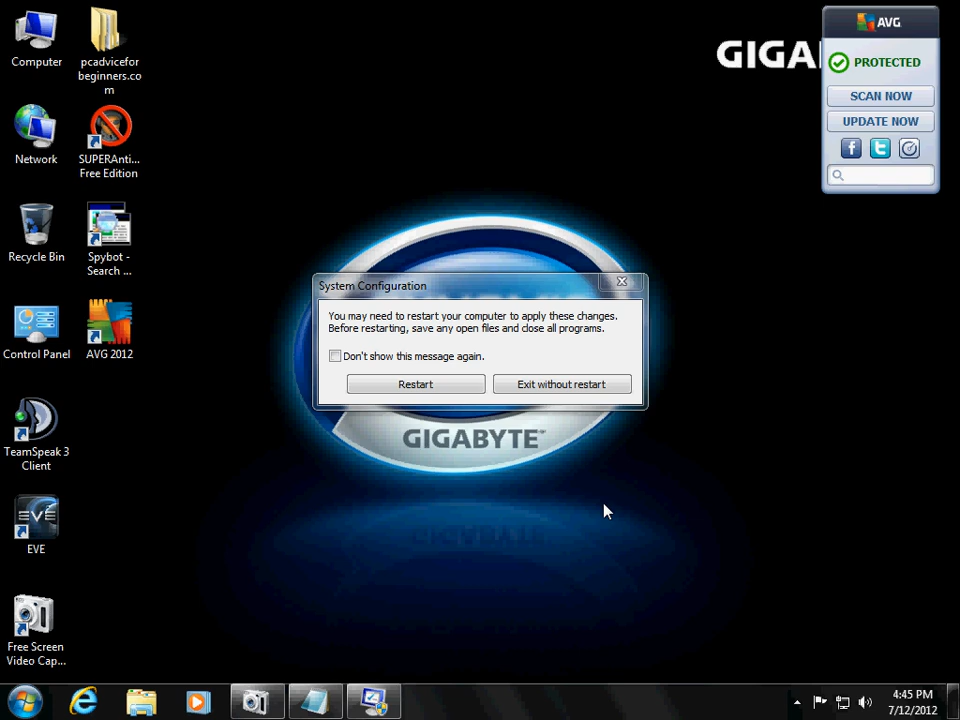 Computer
pcadvicefor
beginners.co
m
Network
SUPERAnti...
Free Edition
Recycle Bin
Spybot -
Search ...
Control Panel
AVG 2012
TeamSpeak 3
Client
EVE
EVE
Free Screen
Video Cap...
GIGA
AVG
PROTECTED
SCAN NOW
UPDATE NOW
System Configuration
You may need to restart your computer to apply these changes.
Before restarting, save any open files and close all programs.
Don't show this message again.
Restart
Exit without restart
GIGABYTE™
4:45 PM
7/12/2012